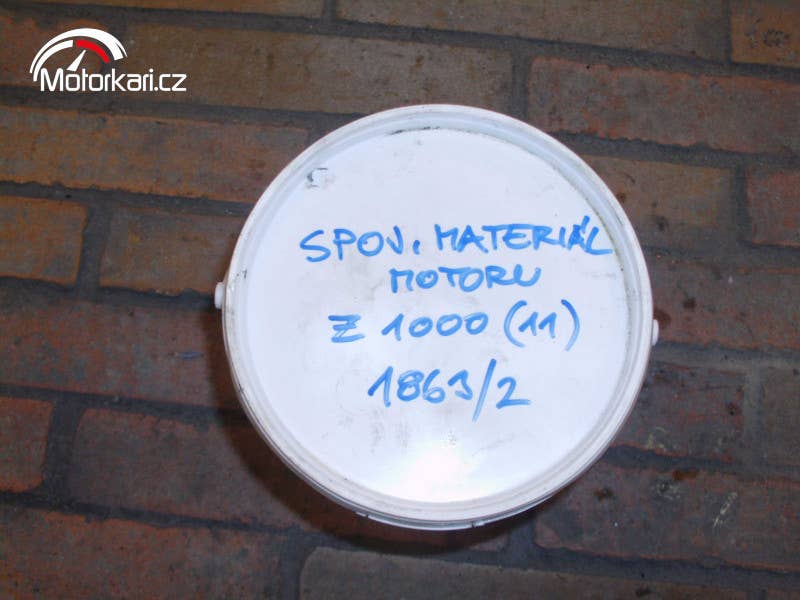 Motorkari.cz
SPOJ. MATERIÁL
MOTORU
Z 1000 (11)
1863/2